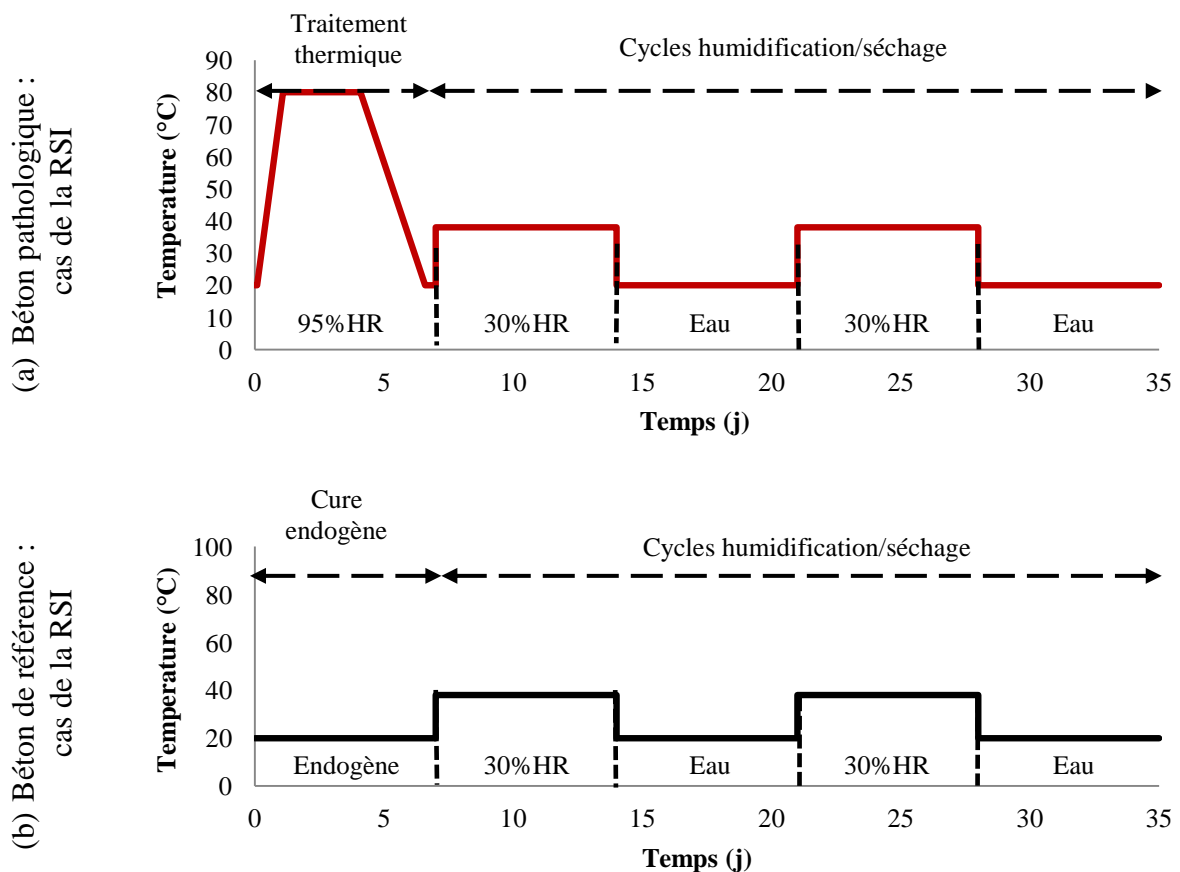 (a) Béton pathologique :
cas de la RSI
Traitement
thermique
Cycles humidification/séchage
Temperature (°C)
90
80
70
60
50
40
30
20
10
0
95%HR
30%HR
Eau
30%HR
Eau
0 5 10 15 20 25 30 35
Temps (j)
(b) Béton de référence :
cas de la RSI
Cure
endogène
Cycles humidification/séchage
Temperature (°C)
100
80
60
40
20
0
Endogène
30%HR
Eau
30%HR
Eau
0 5 10 15 20 25 30 35
Temps (j)